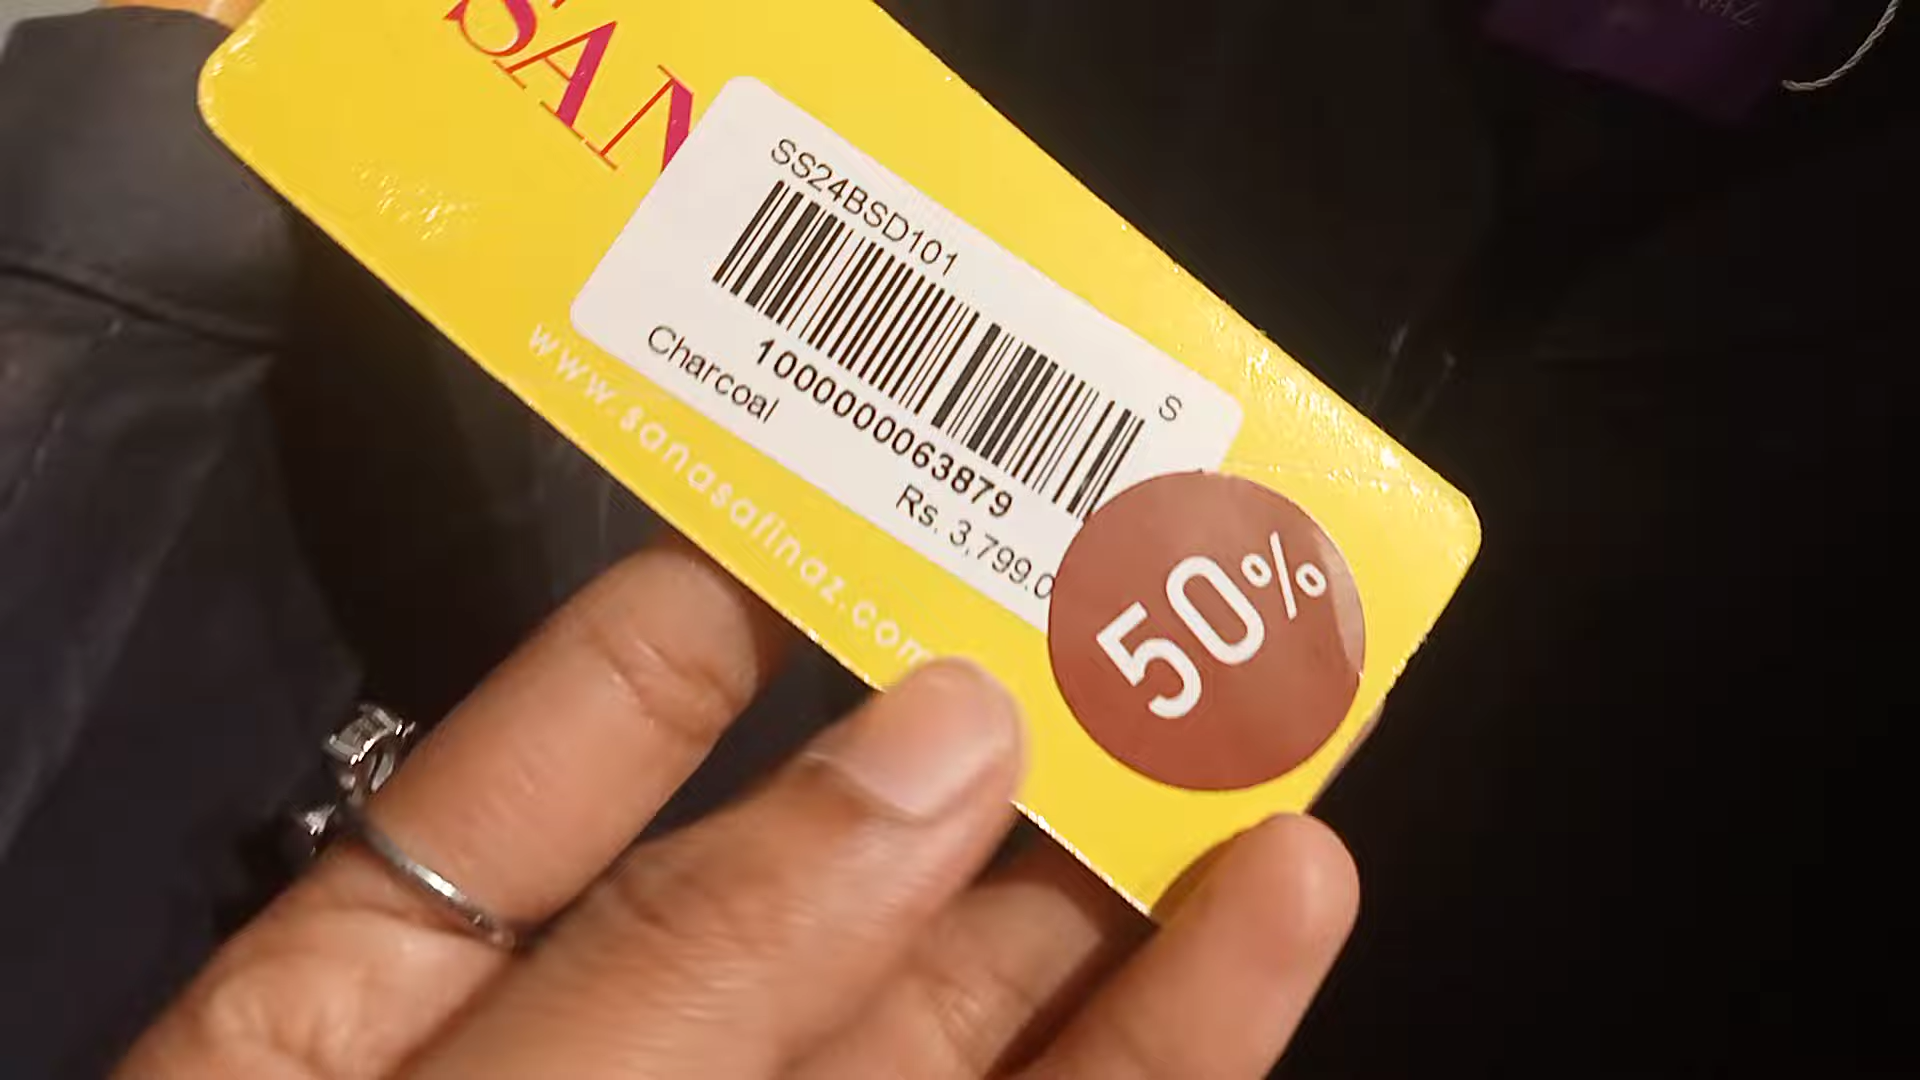 SAN
SS24BSD101
1000000063879
Charcoal
S
Rs. 3,799.0
50%
www.sanasafinaz.com